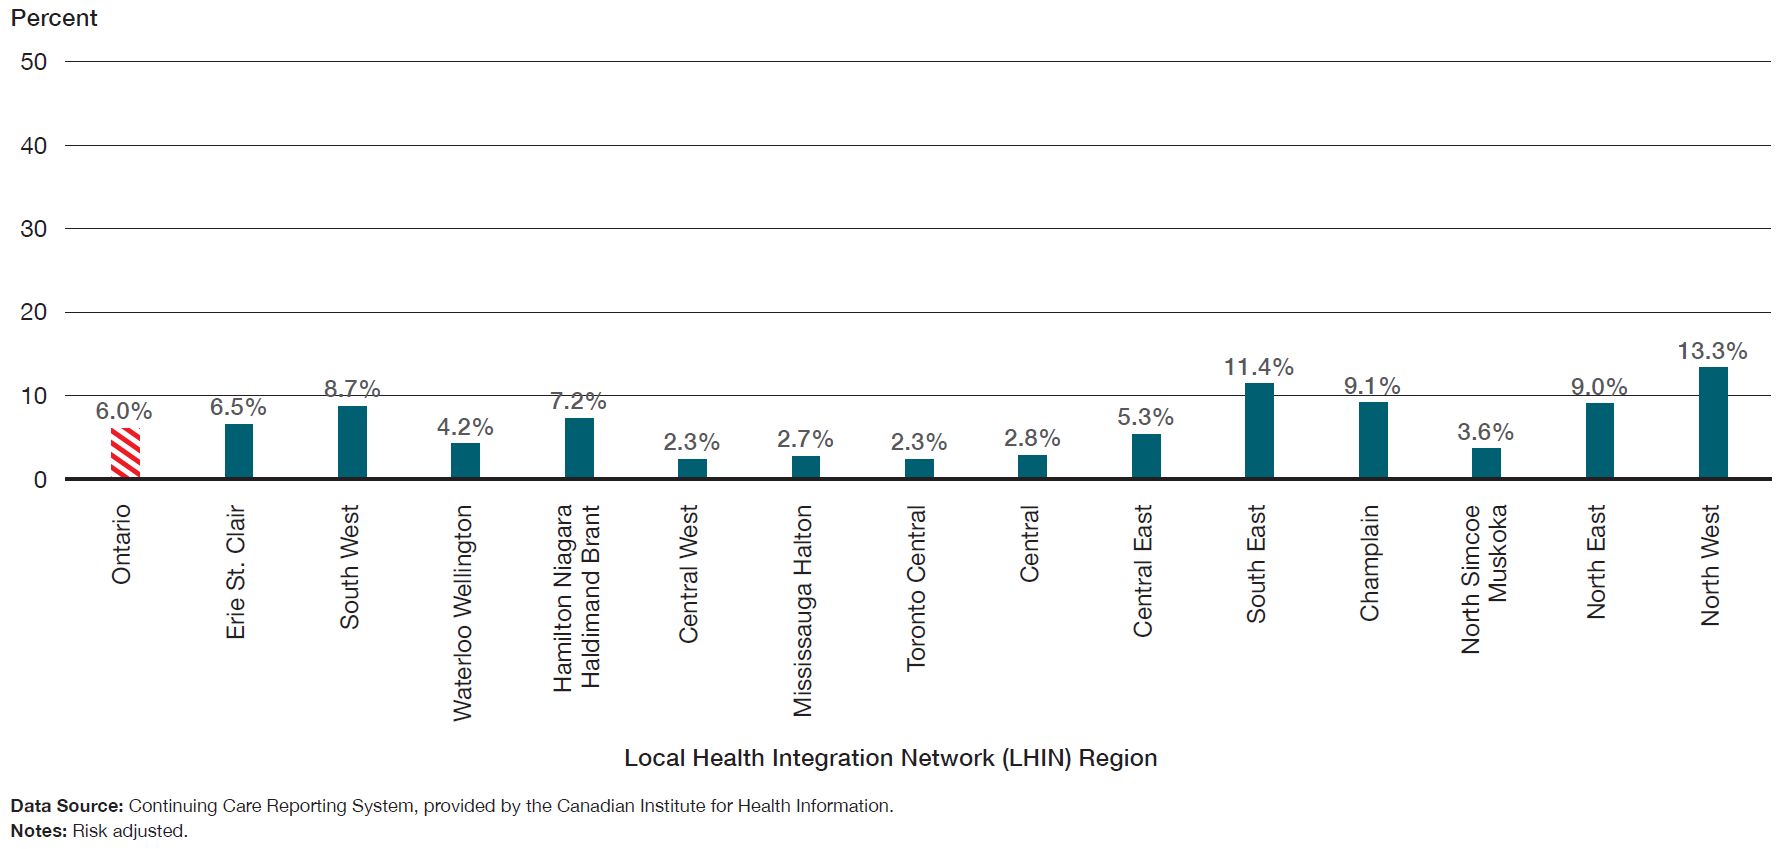 Percent
50
40
30
20
10
0
6.0%
6.5%
8.7%
4.2%
7.2%
2.3%
2.7%
2.3%
2.8%
5.3%
11.4%
9.1%
3.6%
9.0%
13.3%
Ontario
Erie St. Clair
South West
Waterloo Wellington
Hamilton Niagara
Haldimand Brant
Central West
Mississauga Halton
Toronto Central
Central
Central East
South East
Champlain
North Simcoe
Muskoka
North East
North West
Local Health Integration Network (LHIN) Region
Data Source: Continuing Care Reporting System, provided by the Canadian Institute for Health Information.
Notes: Risk adjusted.